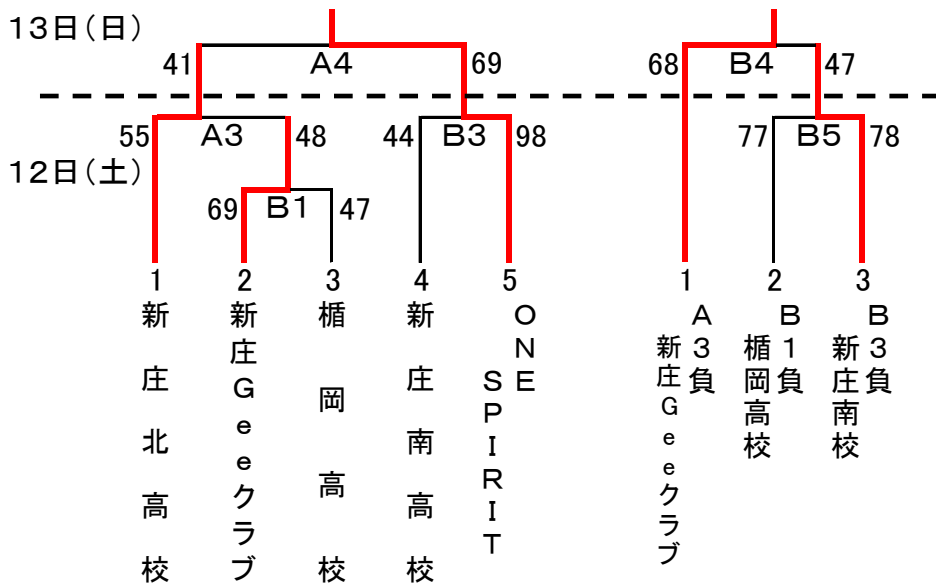 13日(日)
41
A4
69
68
B4
47
55
A3
48
44
B3
98
77
B5
78
12日(土)
69
B1
47
1
2
3
4
5
1
2
3
新庄北高校
新庄Geeクラブ
楯岡高校
新庄南高校
ONE
SPIRIT
A3負
新庄Geeクラブ
B1負
楯岡高校
B3負
新庄南校